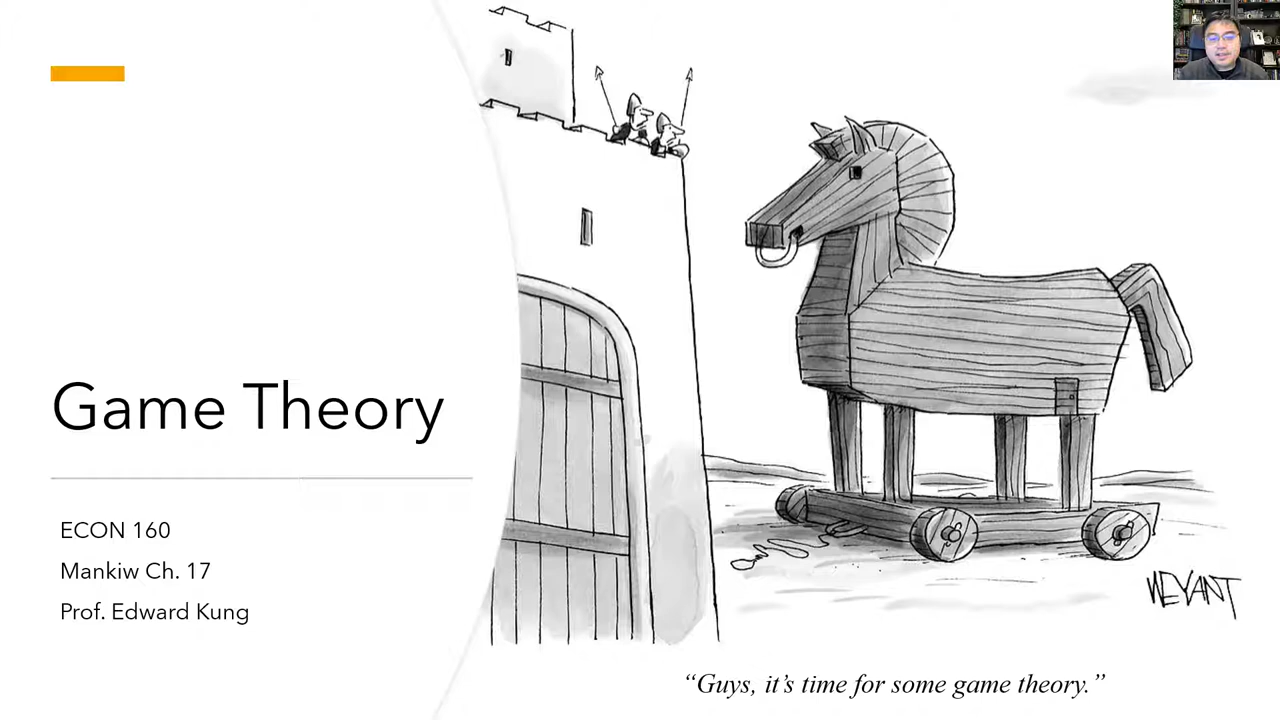 Game Theory
ECON 160
Mankiw Ch. 17
Prof. Edward Kung
WEYANT
“Guys, it’s time for some game theory.”